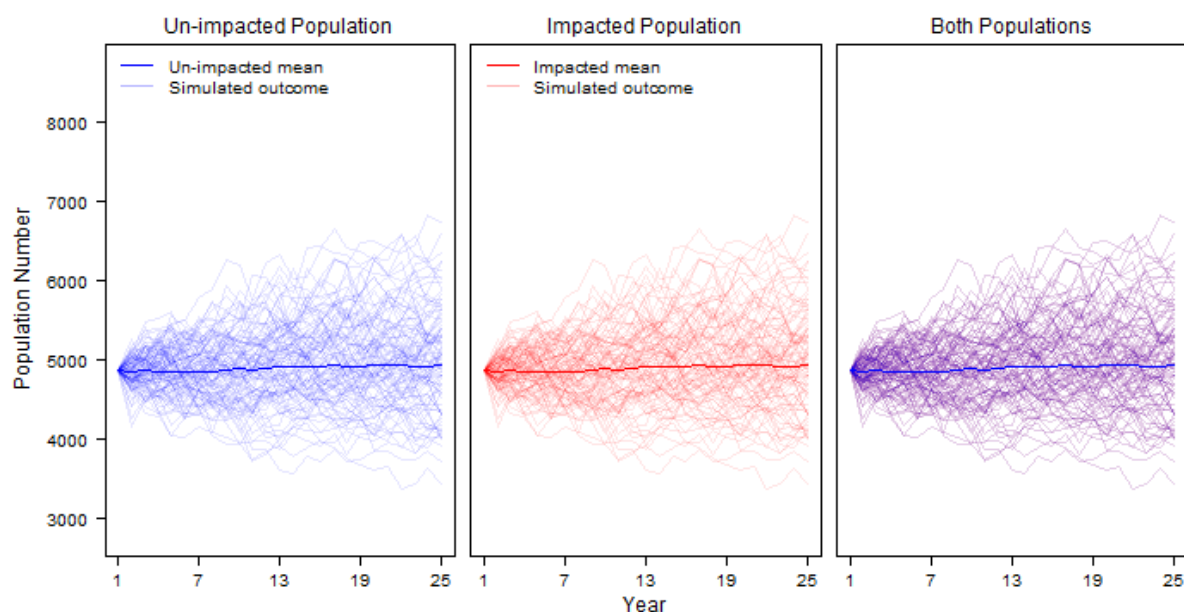 Un-impacted Population
Impacted Population
Both Populations
Un-impacted mean
Simulated outcome
Impacted mean
Simulated outcome
Population Number
8000
7000
6000
5000
4000
3000
1 7 13 19 25
1 7 13 19 25
1 7 13 19 25
Year